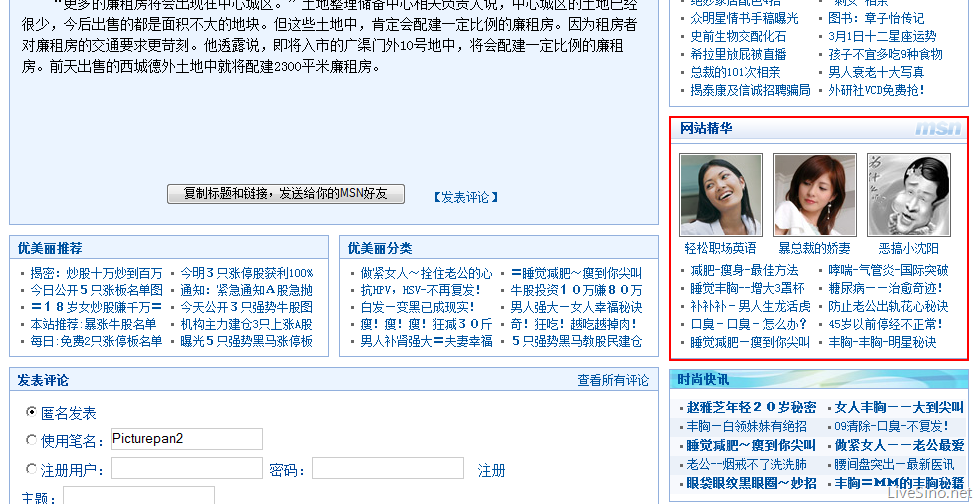 “更多的廉租房将会出现在中心城区。”土地整理储备中心相关负责人说，中心城区的土地已经
很少，今后出售的都是面积不大的地块。但这些土地中，肯定会配建一定比例的廉租房。因为租房者
对廉租房的交通要求更苛刻。他透露说，即将入市的广渠门外10号地中，将会配建一定比例的廉租
房。前天出售的西城德外土地中就将配建2300平米廉租房。
复制标题和链接，发送给你的MSN好友
【发表评论】
优美丽推荐
揭密：炒股十万炒到百万
今明３只涨停股获利100%
今日公开５只涨板名单图
通知：紧急通知Ａ股急抛
＝１８岁女炒股赚千万＝
今天公开３只强势牛股图
本站推荐:暴涨牛股名单
机构主力建仓3只上涨A股
每日:免费2只涨停板名单
曝光５只强势黑马涨停板
优美丽分类
做紧女人～拴住老公的心
＝睡觉减肥～瘦到你尖叫
抗HPV，HSV-不再复发！
牛股投资１０万赚８０万
白发－变黑已成现实！
男人强大－女人幸福秘诀
瘦！瘦！瘦！狂减３０斤
奇！狂吃！越吃越掉肉！
男人补肾强大＝夫妻幸福
５只强势黑马教股民建仓
发表评论
查看所有评论
匿名发表
使用笔名：
Picturepan2
注册用户：
密码：
注册
主题：
众明星情书手稿曝光
图书：章子怡传记
史前生物交配化石
3月1日十二星座运势
希拉里放屁被直播
孩子不宜多吃9种食物
总裁的101次相亲
男人衰老十大写真
揭泰康及信诚招聘骗局
外研社VCD免费抢！
网站精华
msn
轻松职场英语
暴总裁的娇妻
恶搞小沈阳
减肥-瘦身-最佳方法
哮喘-气管炎-国际突破
睡觉丰胸--增大3罩杯
糖尿病－－治愈奇迹！
补补补－男人生龙活虎
防止老公出轨花心秘诀
口臭－口臭－怎么办？
45岁以前停经不正常！
睡觉减肥－瘦到你尖叫
丰胸-丰胸-明星秘诀
时尚快讯
赵雅芝年轻２０岁秘密
女人丰胸－－大到尖叫
丰胸－白领妹妹有绝招
09清除-口臭-不复发！
睡觉减肥～瘦到你尖叫
做紧女人－－老公最爱
老公--烟戒不了洗洗肺
腰间盘突出－最新医讯
眼袋眼纹黑眼圈～妙招
丰胸＝ＭＭ的丰胸秘籍
LiveSino.net